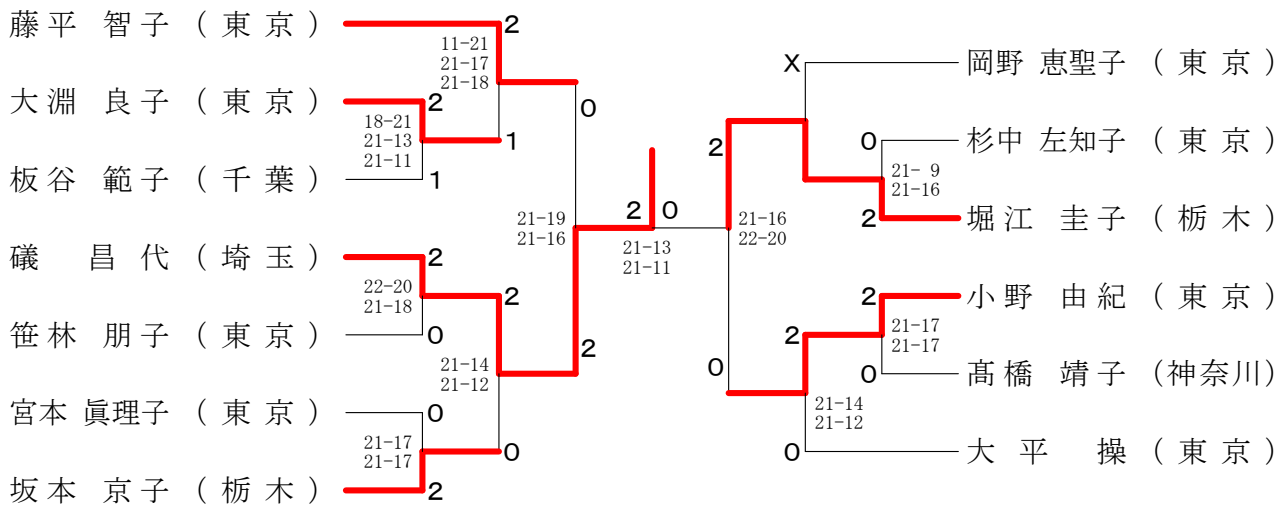 藤平 智子 （東京） 2
11-21
21-17
21-18
大淵 良子 （東京） 2
18-21
21-13
21-11
1
板谷 範子 （千葉） 1
0
21-19
21-16
礒 昌代 （埼玉） 2
22-20
21-18
2
笹林 朋子 （東京） 0
21-14
21-12
2
宮本 眞理子 （東京） 0
21-17
21-17
0
坂本 京子 （栃木） 2
2 0
21-13
21-11
X 岡野 恵聖子 （東京）
2
0 杉中 左知子 （東京）
21- 9
21-16
2 堀江 圭子 （栃木）
21-16
22-20
2 小野 由紀 （東京）
2
21-17
21-17
0
0 髙橋 靖子 （神奈川）
21-14
21-12
0 大平 操 （東京）